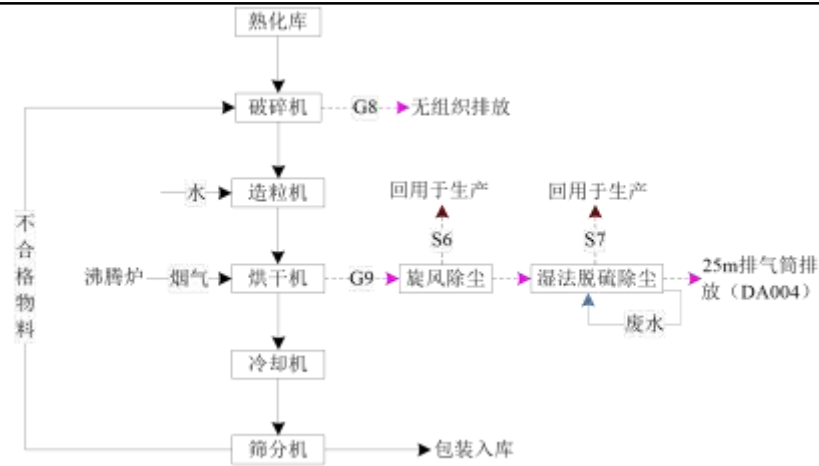 熟化库
破碎机
G8
无组织排放
水
造粒机
回用于生产
回用于生产
S6
S7
不合格物料
沸腾炉
烟气
烘干机
G9
旋风除尘
湿法脱硫除尘
25m排气筒排
放（DA004）
废水
冷却机
筛分机
包装入库